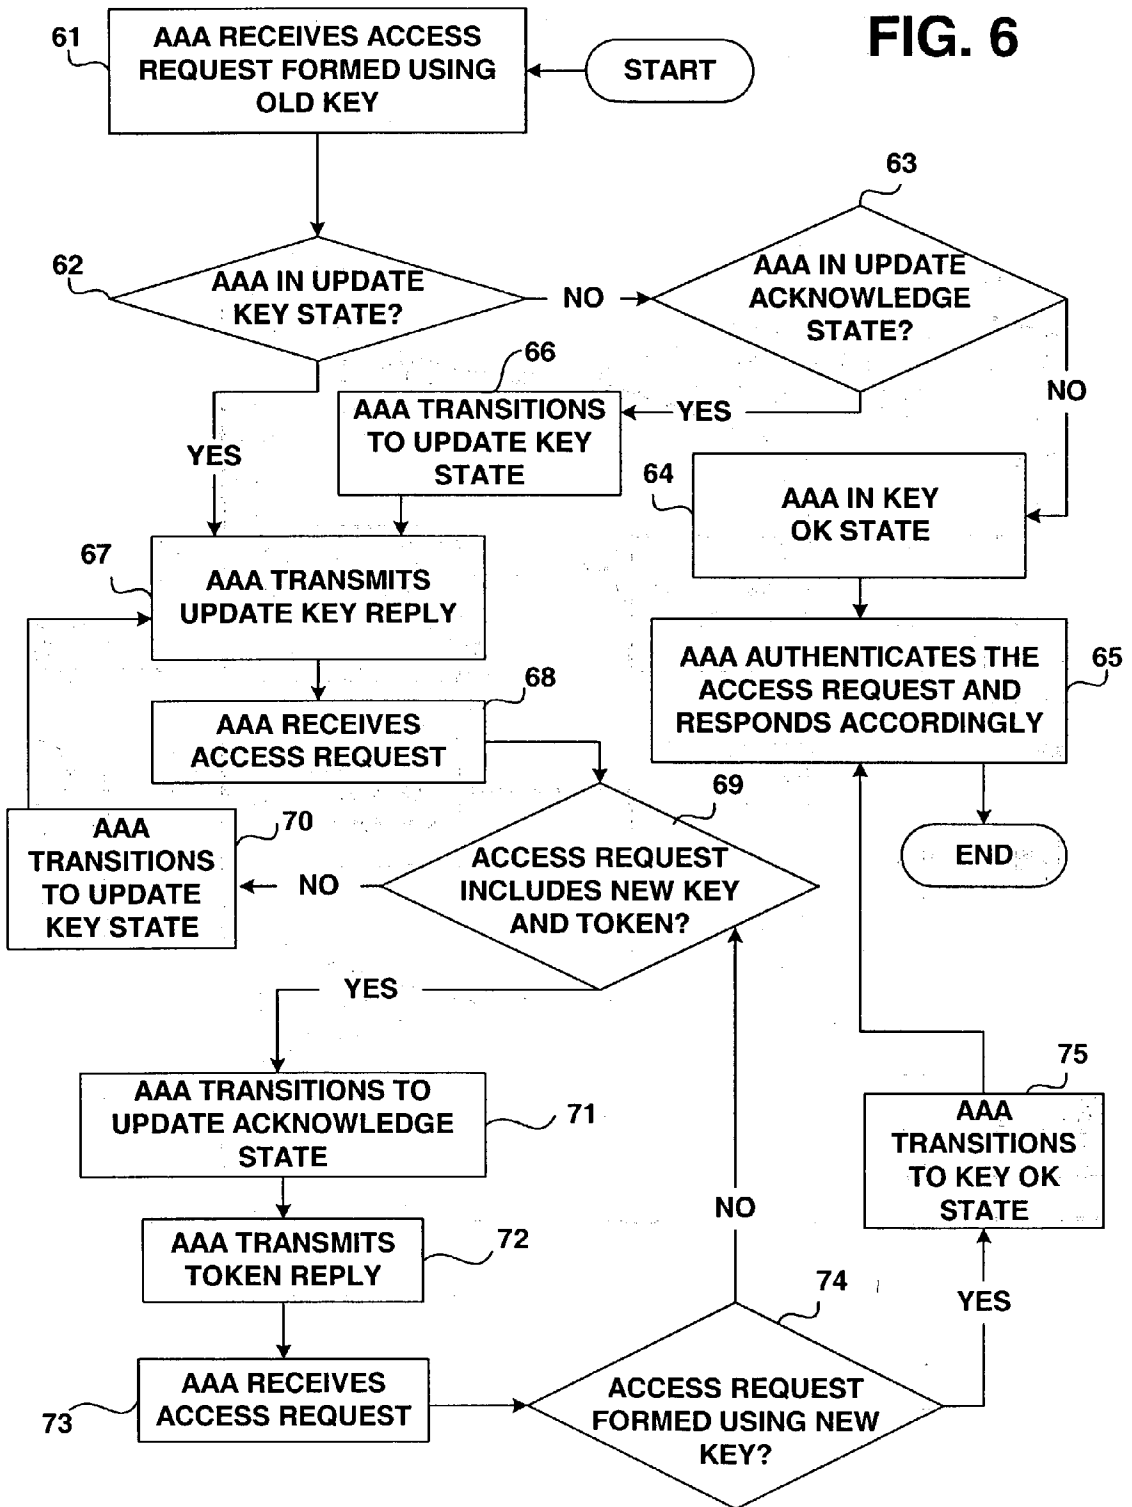 FIG. 6
61
AAA RECEIVES ACCESS
REQUEST FORMED USING
OLD KEY
START
62
AAA IN UPDATE
KEY STATE?
NO
63
AAA IN UPDATE
ACKNOWLEDGE
STATE?
NO
YES
66
AAA TRANSITIONS
TO UPDATE KEY
STATE
YES
64
AAA IN KEY
OK STATE
67
AAA TRANSMITS
UPDATE KEY REPLY
65
AAA AUTHENTICATES THE
ACCESS REQUEST AND
RESPONDS ACCORDINGLY
68
AAA RECEIVES
ACCESS REQUEST
END
69
ACCESS REQUEST
INCLUDES NEW KEY
AND TOKEN?
NO
70
AAA
TRANSITIONS
TO UPDATE
KEY STATE
YES
71
AAA TRANSITIONS TO
UPDATE ACKNOWLEDGE
STATE
72
AAA TRANSMITS
TOKEN REPLY
73
AAA RECEIVES
ACCESS REQUEST
74
ACCESS REQUEST
FORMED USING NEW
KEY?
NO
YES
75
AAA
TRANSITIONS
TO KEY OK
STATE